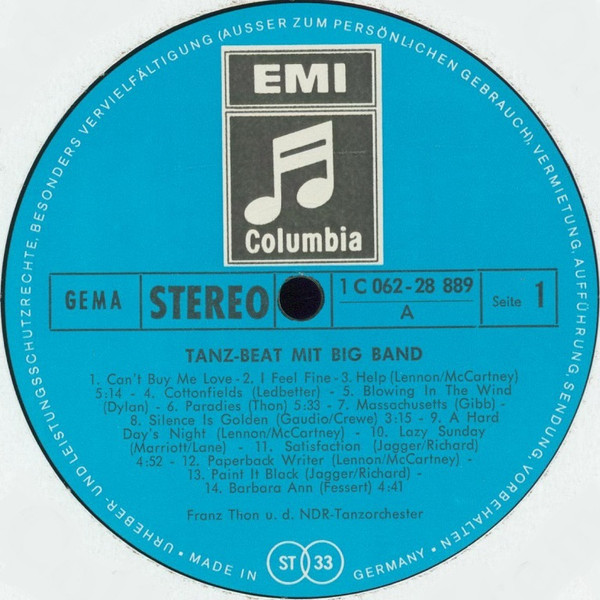 URHEBER- UND LEISTUNGSSCHUTZRECHTE, BESONDERS VERVIELFÄLTIGUNG (AUSSER ZUM PERSÖNLICHEN GEBRAUCH), VERMIETUNG, AUFFÜHRUNG, SENDUNG, VORBEHALTEN
EMI
Columbia
GEMA STEREO 1 C 062-28 889 Seite 1
A
TANZ-BEAT MIT BIG BAND
1. Can't Buy Me Love - 2. I Feel Fine - 3. Help (Lennon/McCartney)
5:14 - 4. Cottonfields (Ledbetter) - 5. Blowing In The Wind
(Dylan) - 6. Paradies (Thon) 5:33 - 7. Massachusetts (Gibb) -
8. Silence Is Golden (Gaudio/Crewe) 3:15 - 9. A Hard
Day's Night (Lennon/McCartney) - 10. Lazy Sunday
(Marriott/Lane) - 11. Satisfaction (Jagger/Richard)
4:52 - 12. Paperback Writer (Lennon/McCartney) -
13. Paint It Black (Jagger/Richard) -
14. Barbara Ann (Fessert) 4:41
Franz Thon u. d. NDR-Tanzorchester
• MADE IN ST 33 GERMANY •